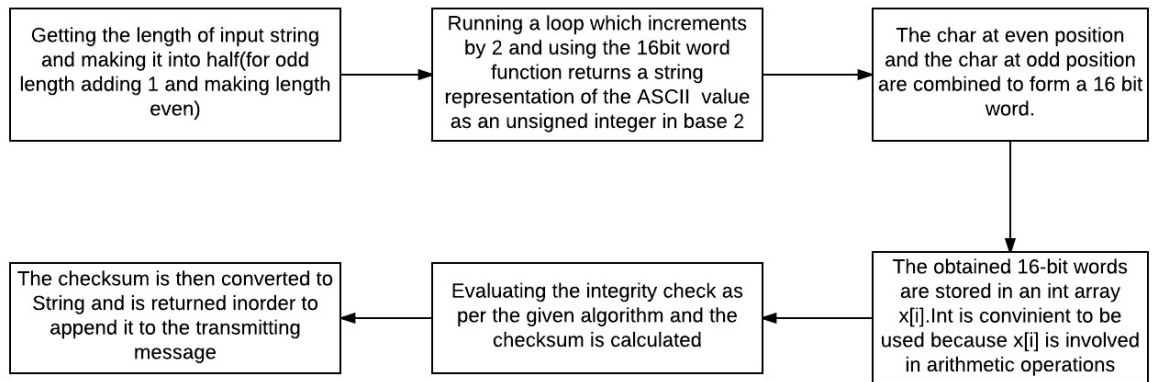 Getting the length of input string
and making it into half(for odd
length adding 1 and making length
even)
Running a loop which increments
by 2 and using the 16bit word
function returns a string
representation of the ASCII value
as an unsigned integer in base 2
The char at even position
and the char at odd position
are combined to form a 16 bit
word.
The obtained 16-bit words
are stored in an int array
x[i].Int is convinient to be
used because x[i] is involved
in arithmetic operations
Evaluating the integrity check as
per the given algorithm and the
checksum is calculated
The checksum is then converted to
String and is returned inorder to
append it to the transmitting
message